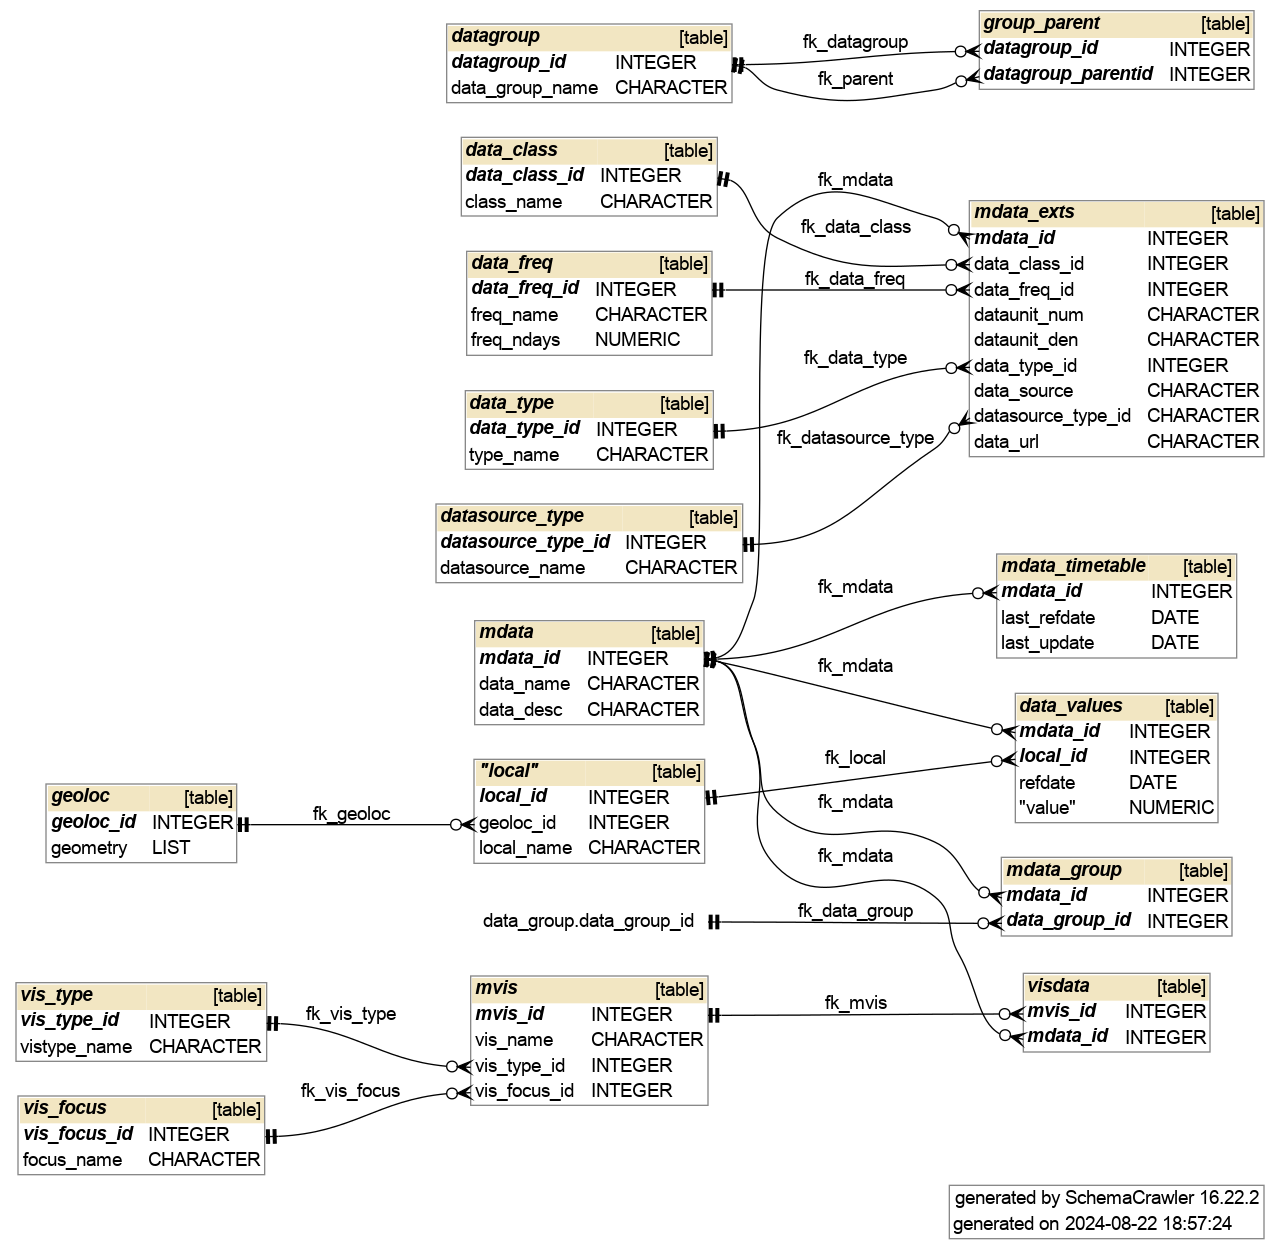 datagroup [table]
datagroup_id INTEGER
data_group_name CHARACTER
fk_datagroup
fk_parent
group_parent [table]
datagroup_id INTEGER
datagroup_parentid INTEGER
data_class [table]
data_class_id INTEGER
class_name CHARACTER
data_freq [table]
data_freq_id INTEGER
freq_name CHARACTER
freq_ndays NUMERIC
data_type [table]
data_type_id INTEGER
type_name CHARACTER
datasource_type [table]
datasource_type_id INTEGER
datasource_name CHARACTER
fk_mdata
fk_data_class
fk_data_freq
fk_data_type
fk_datasource_type
mdata_exts [table]
mdata_id INTEGER
data_class_id INTEGER
data_freq_id INTEGER
dataunit_num CHARACTER
dataunit_den CHARACTER
data_type_id INTEGER
data_source CHARACTER
datasource_type_id CHARACTER
data_url CHARACTER
mdata [table]
mdata_id INTEGER
data_name CHARACTER
data_desc CHARACTER
fk_mdata
fk_mdata
mdata_timetable [table]
mdata_id INTEGER
last_refdate DATE
last_update DATE
data_values [table]
mdata_id INTEGER
local_id INTEGER
refdate DATE
"value" NUMERIC
geoloc [table]
geoloc_id INTEGER
geometry LIST
fk_geoloc
"local" [table]
local_id INTEGER
geoloc_id INTEGER
local_name CHARACTER
fk_local
fk_mdata
fk_mdata
data_group.data_group_id
fk_data_group
mdata_group [table]
mdata_id INTEGER
data_group_id INTEGER
vis_type [table]
vis_type_id INTEGER
vistype_name CHARACTER
fk_vis_type
vis_focus [table]
vis_focus_id INTEGER
focus_name CHARACTER
fk_vis_focus
mvis [table]
mvis_id INTEGER
vis_name CHARACTER
vis_type_id INTEGER
vis_focus_id INTEGER
fk_mvis
visdata [table]
mvis_id INTEGER
mdata_id INTEGER
generated by SchemaCrawler 16.22.2
generated on 2024-08-22 18:57:24